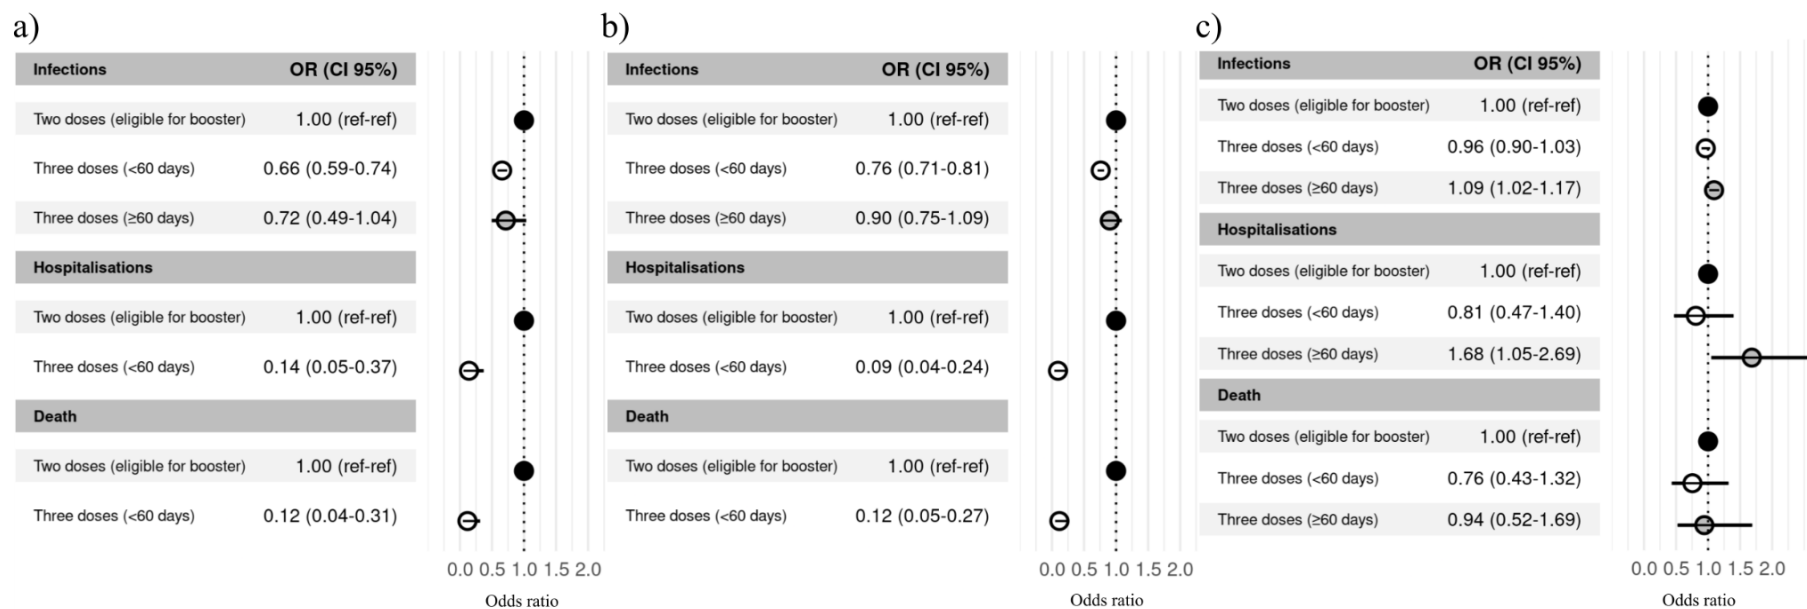 a)
Infections OR (CI 95%)
Two doses (eligible for booster) 1.00 (ref-ref)
Three doses (<60 days) 0.66 (0.59-0.74)
Three doses (≥60 days) 0.72 (0.49-1.04)
Hospitalisations
Two doses (eligible for booster) 1.00 (ref-ref)
Three doses (<60 days) 0.14 (0.05-0.37)
Death
Two doses (eligible for booster) 1.00 (ref-ref)
Three doses (<60 days) 0.12 (0.04-0.31)
0.0 0.5 1.0 1.5 2.0
Odds ratio
b)
Infections OR (CI 95%)
Two doses (eligible for booster) 1.00 (ref-ref)
Three doses (<60 days) 0.76 (0.71-0.81)
Three doses (≥60 days) 0.90 (0.75-1.09)
Hospitalisations
Two doses (eligible for booster) 1.00 (ref-ref)
Three doses (<60 days) 0.09 (0.04-0.24)
Death
Two doses (eligible for booster) 1.00 (ref-ref)
Three doses (<60 days) 0.12 (0.05-0.27)
0.0 0.5 1.0 1.5 2.0
Odds ratio
c)
Infections OR (CI 95%)
Two doses (eligible for booster) 1.00 (ref-ref)
Three doses (<60 days) 0.96 (0.90-1.03)
Three doses (≥60 days) 1.09 (1.02-1.17)
Hospitalisations
Two doses (eligible for booster) 1.00 (ref-ref)
Three doses (<60 days) 0.81 (0.47-1.40)
Three doses (≥60 days) 1.68 (1.05-2.69)
Death
Two doses (eligible for booster) 1.00 (ref-ref)
Three doses (<60 days) 0.76 (0.43-1.32)
Three doses (≥60 days) 0.94 (0.52-1.69)
0.0 0.5 1.0 1.5 2.0
Odds ratio